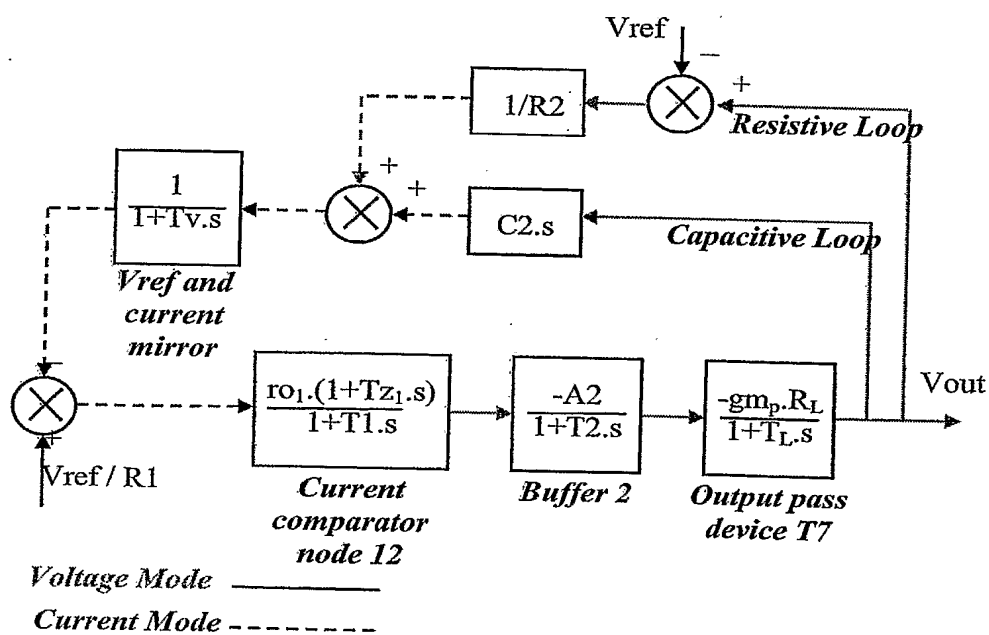 Vref
−
+
1/R2
Resistive Loop
+
+
1
1+Tv.s
C2.s
Capacitive Loop
Vref and
current
mirror
−
+
Vref / R1
ro₁.(1+Tz₁.s)
1+T1.s
-A2
1+T2.s
-gmₚ.R_L
1+T_L.s
Vout
Current
comparator
node 12
Buffer 2
Output pass
device T7
Voltage Mode
Current Mode